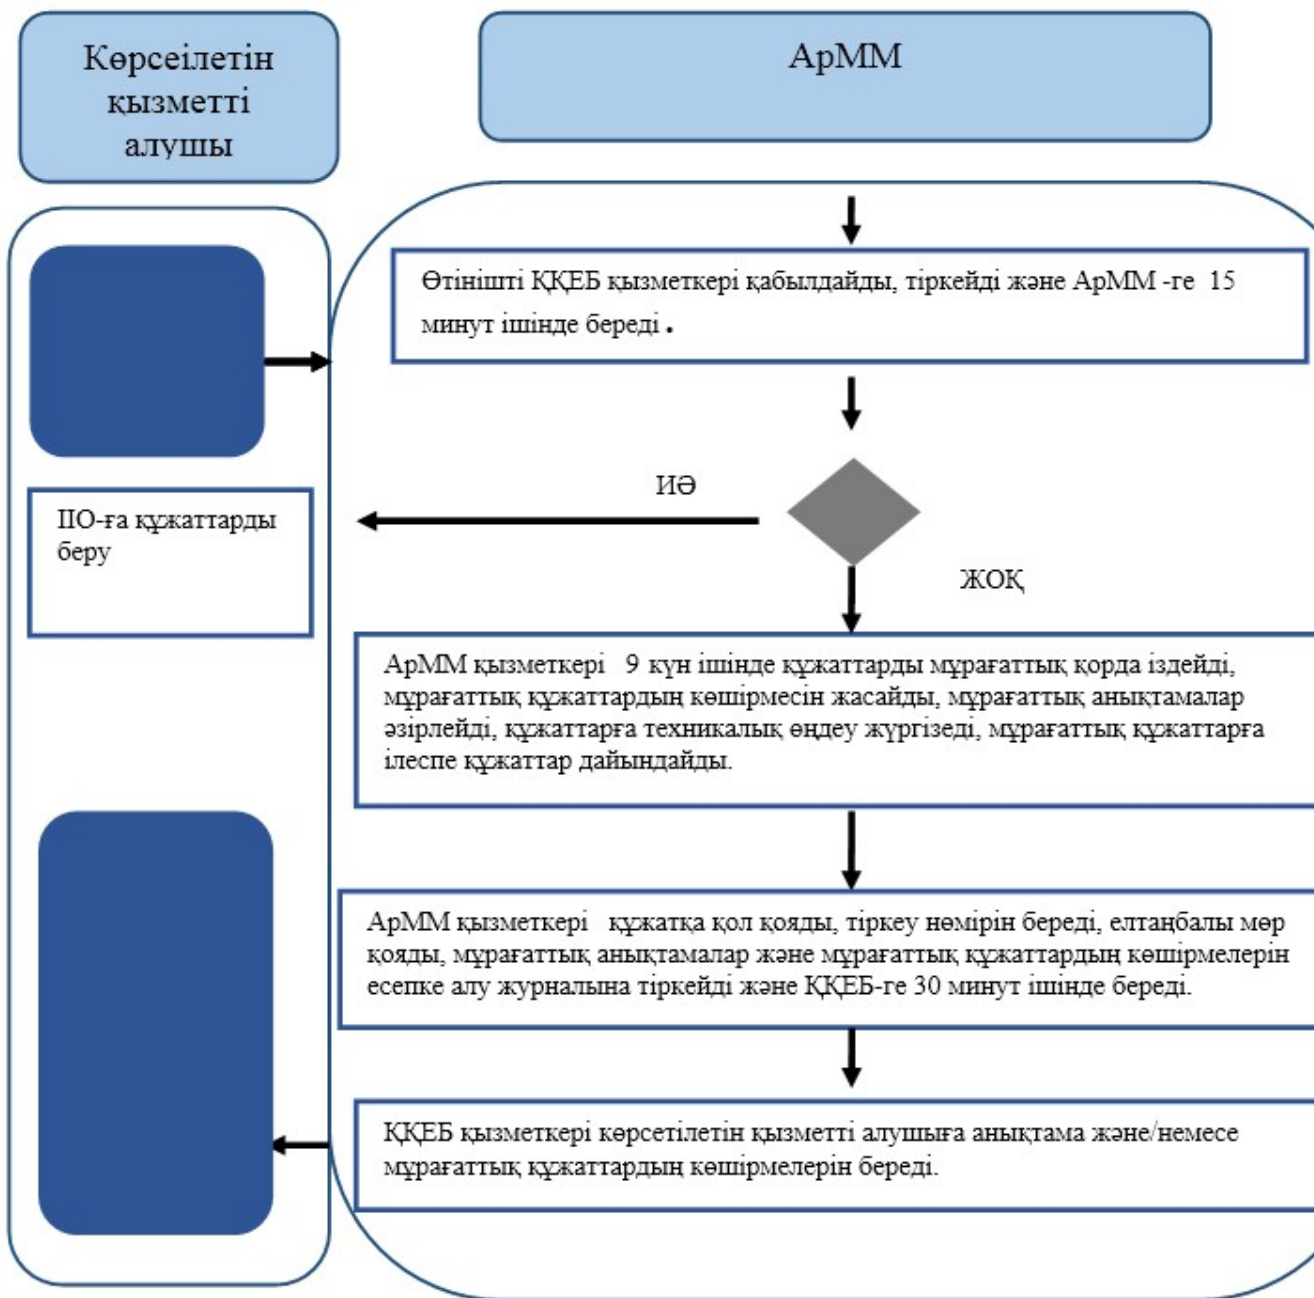 Көрсеілетін
қызметті
алушы
АрММ
Өтінішті ҚҚЕБ қызметкері қабылдайды, тіркейді және АрММ -ге 15
минут ішінде береді .
ИӘ
ІІО-ға құжаттарды
беру
ЖОҚ
АрММ қызметкері 9 күн ішінде құжаттарды мұрағаттық қорда іздейді,
мұрағаттық құжаттардың көшірмесін жасайды, мұрағаттық анықтамалар
әзірлейді, құжаттарға техникалық өңдеу жүргізеді, мұрағаттық құжаттарға
ілеспе құжаттар дайындайды.
АрММ қызметкері құжатқа қол қояды, тіркеу нөмірін береді, елтаңбалы мөр
қояды, мұрағаттық анықтамалар және мұрағаттық құжаттардың көшірмелерін
есепке алу журналына тіркейді және ҚҚЕБ-ге 30 минут ішінде береді.
ҚҚЕБ қызметкері көрсетілетін қызметті алушыға анықтама және/немесе
мұрағаттық құжаттардың көшірмелерін береді.